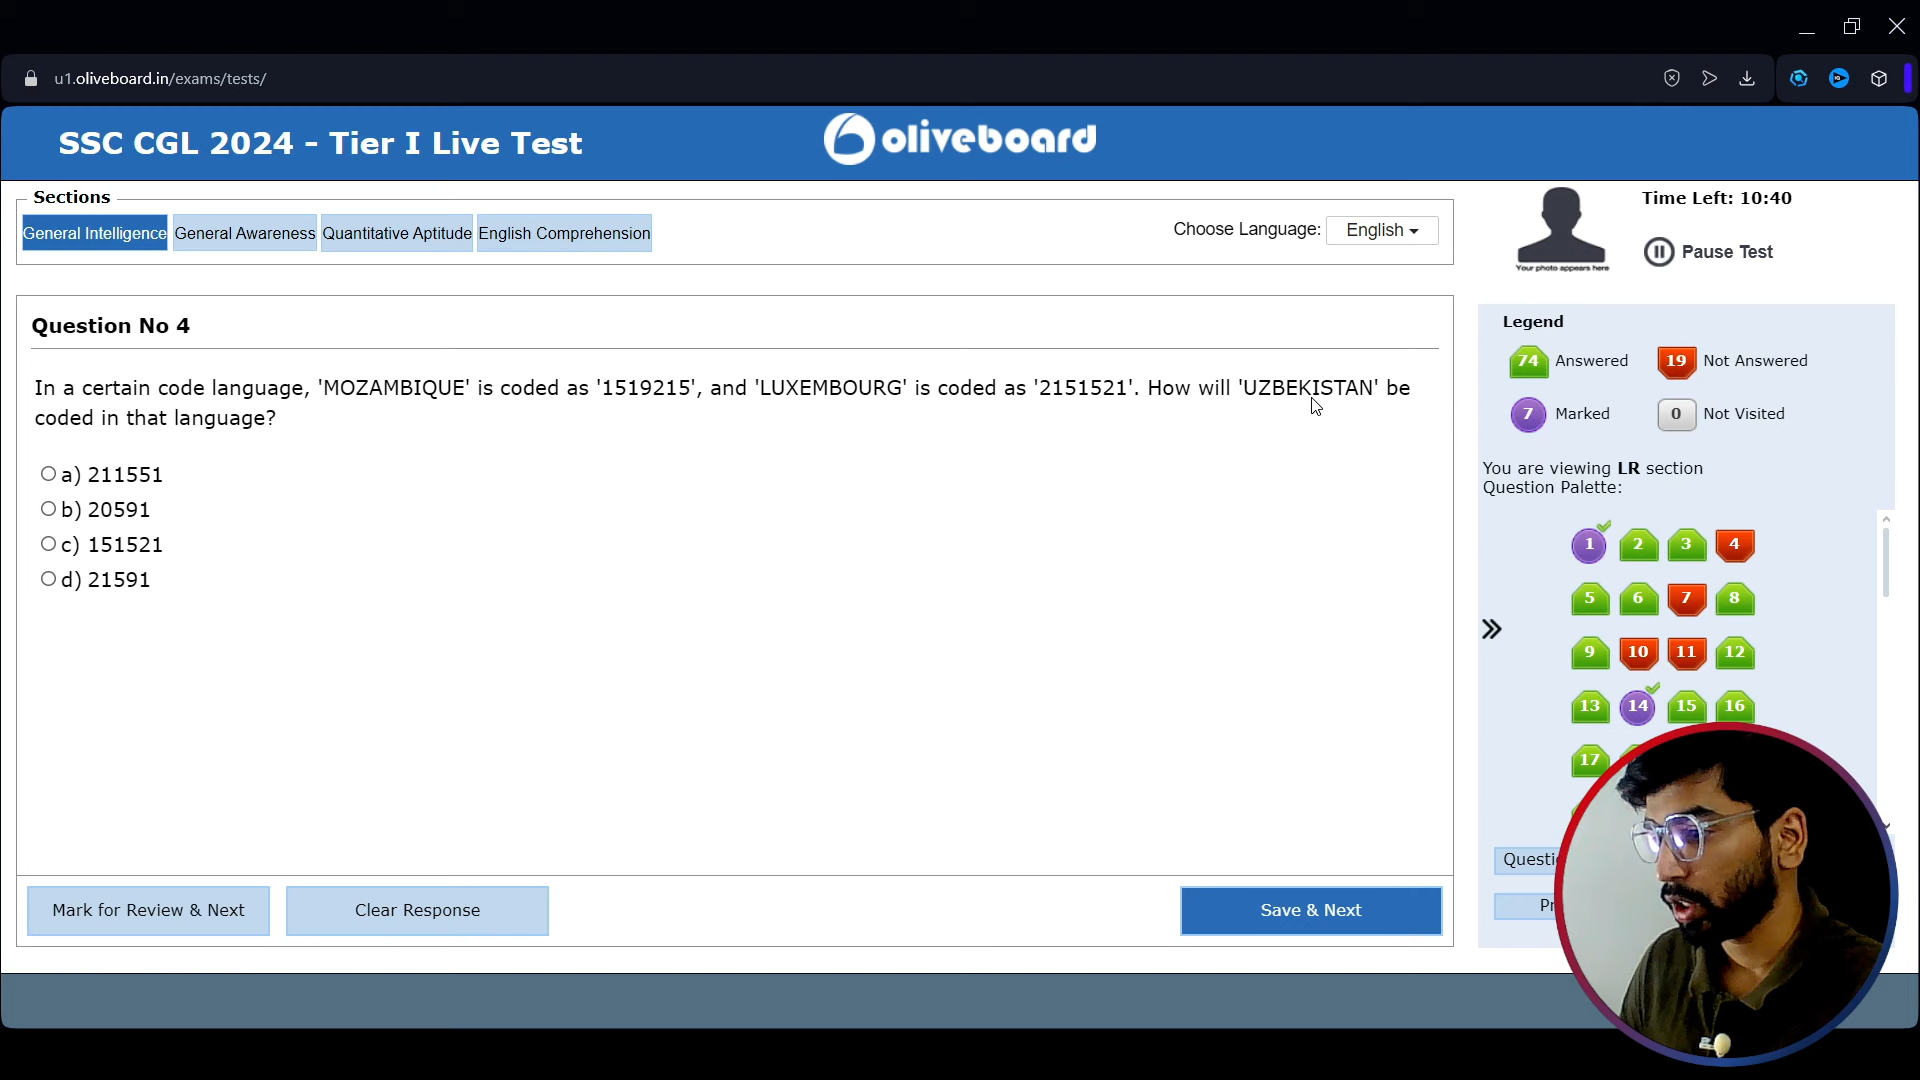 u1.oliveboard.in/exams/tests/
SSC CGL 2024 - Tier I Live Test
oliveboard
Sections
General Intelligence
General Awareness
Quantitative Aptitude
English Comprehension
Choose Language:
English
Time Left: 10:40
Pause Test
Your photo appears here
Question No 4
In a certain code language, 'MOZAMBIQUE' is coded as '1519215', and 'LUXEMBOURG' is coded as '2151521'. How will 'UZBEKISTAN' be
coded in that language?
a) 211551
b) 20591
c) 151521
d) 21591
Mark for Review & Next
Clear Response
Save & Next
Legend
74 Answered
19 Not Answered
7 Marked
0 Not Visited
You are viewing LR section
Question Palette:
1 2 3 4
5 6 7 8
9 10 11 12
13 14 15 16
17